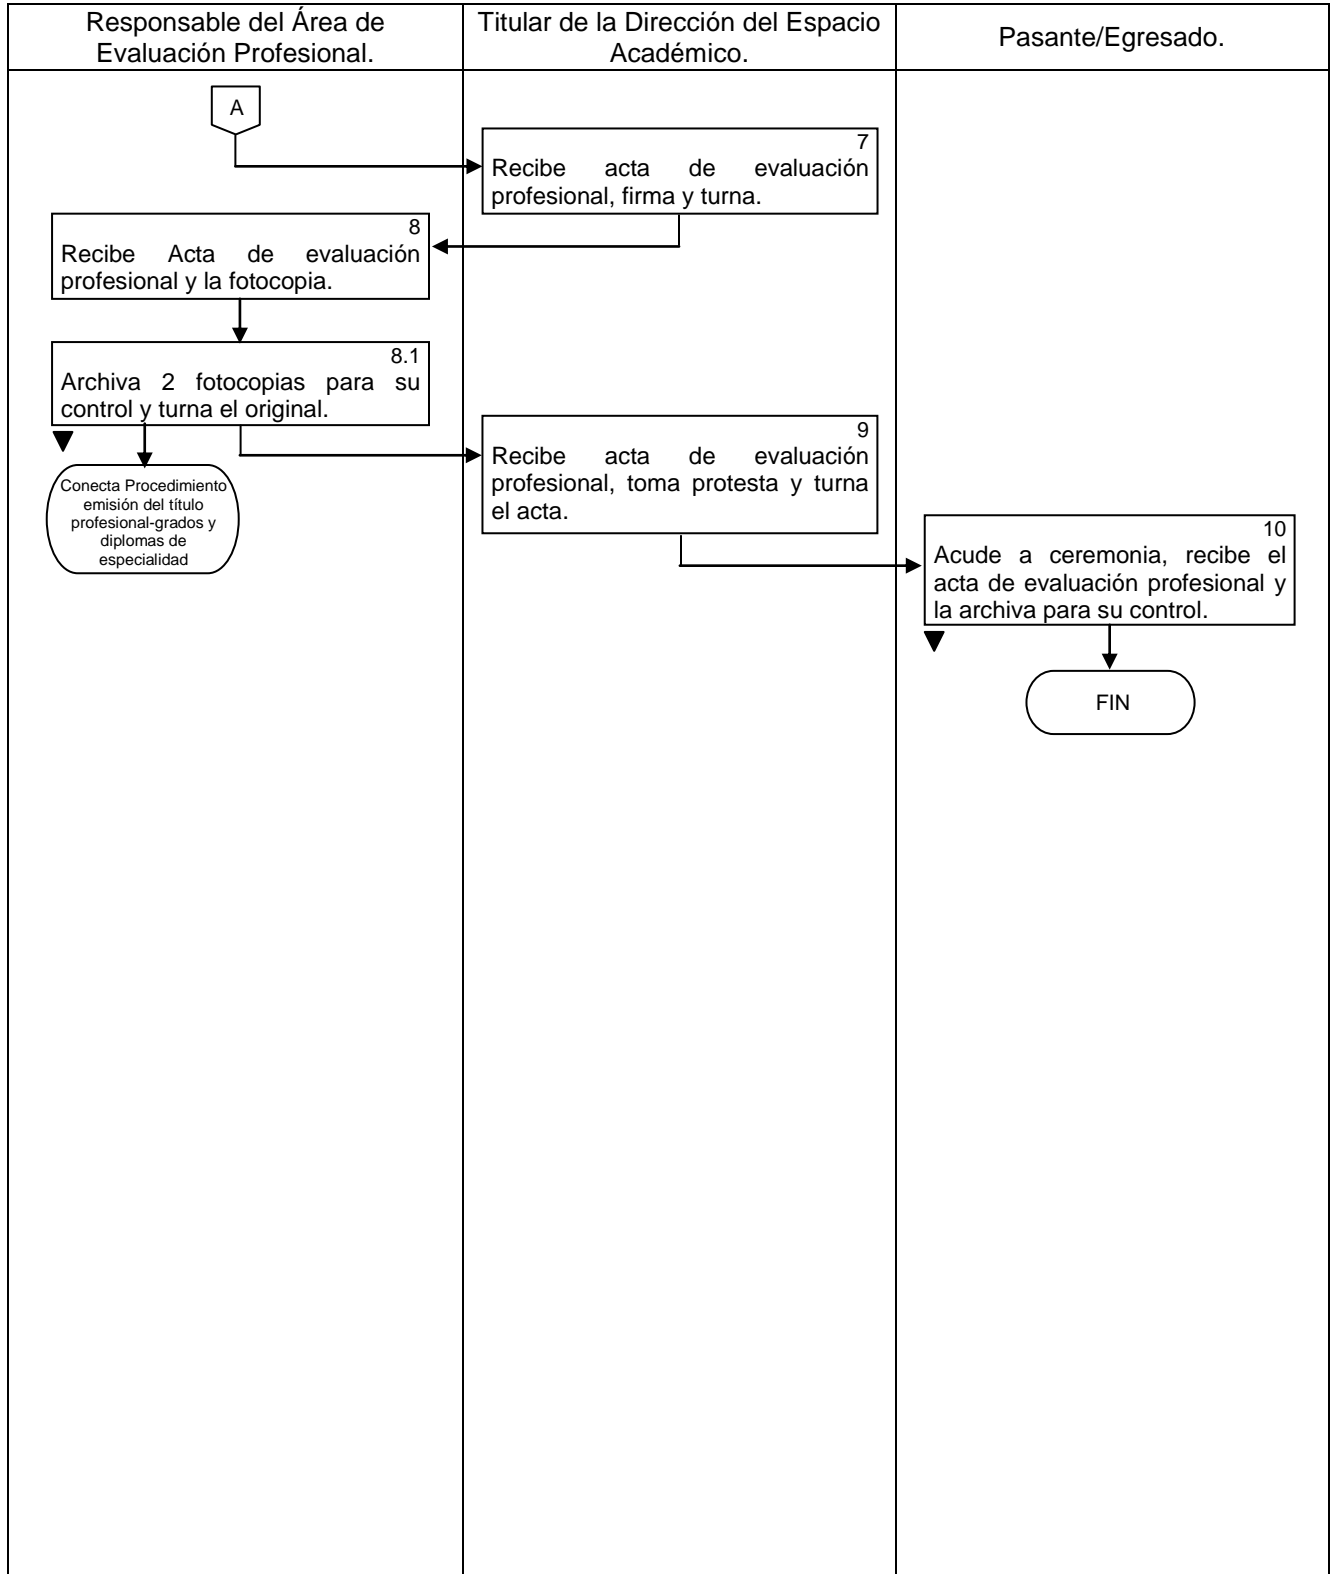 Responsable del Área de
Evaluación Profesional.
Titular de la Dirección del Espacio
Académico.
Pasante/Egresado.
A
7
Recibe acta de evaluación
profesional, firma y turna.
8
Recibe Acta de evaluación
profesional y la fotocopia.
8.1
Archiva 2 fotocopias para su
control y turna el original.
Conecta Procedimiento
emisión del título
profesional-grados y
diplomas de
especialidad
9
Recibe acta de evaluación
profesional, toma protesta y turna
el acta.
10
Acude a ceremonia, recibe el
acta de evaluación profesional y
la archiva para su control.
FIN